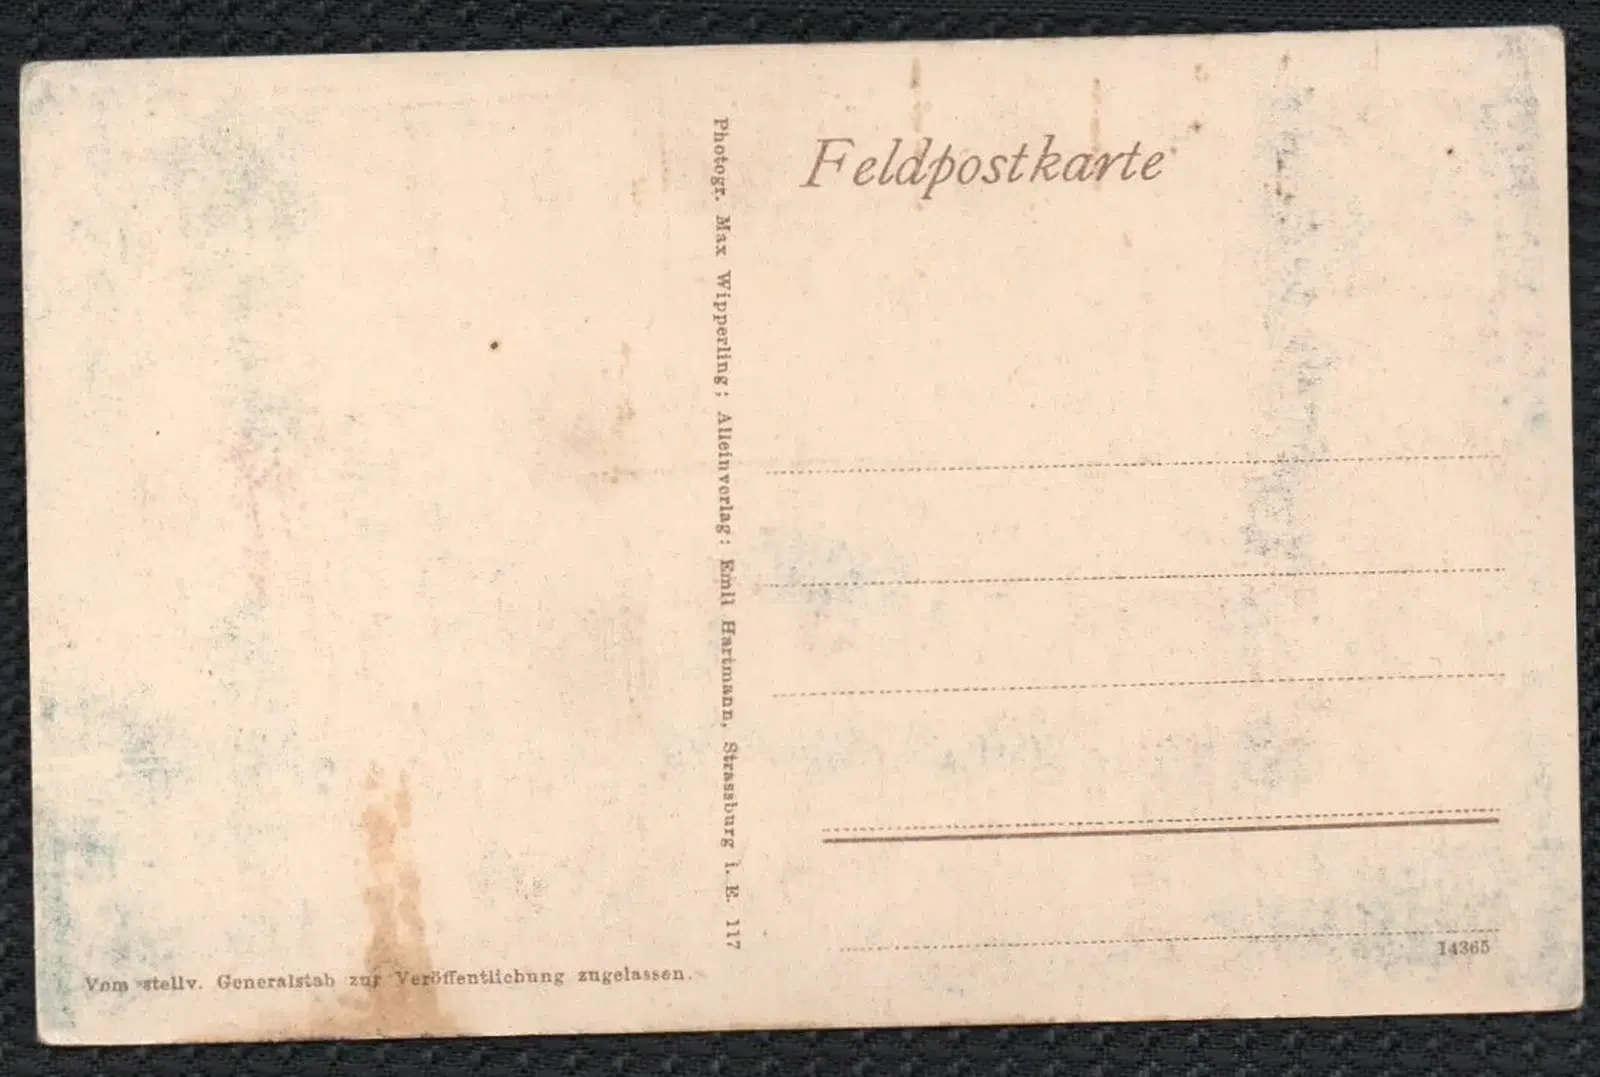 Feldpostkarte
Photogr. Max Wipperling; Alleinverlag: Emil Hartmann, Strassburg i. E. 117
14365
Vom stellv. Generalstab zur Veröffentlichung zugelassen.